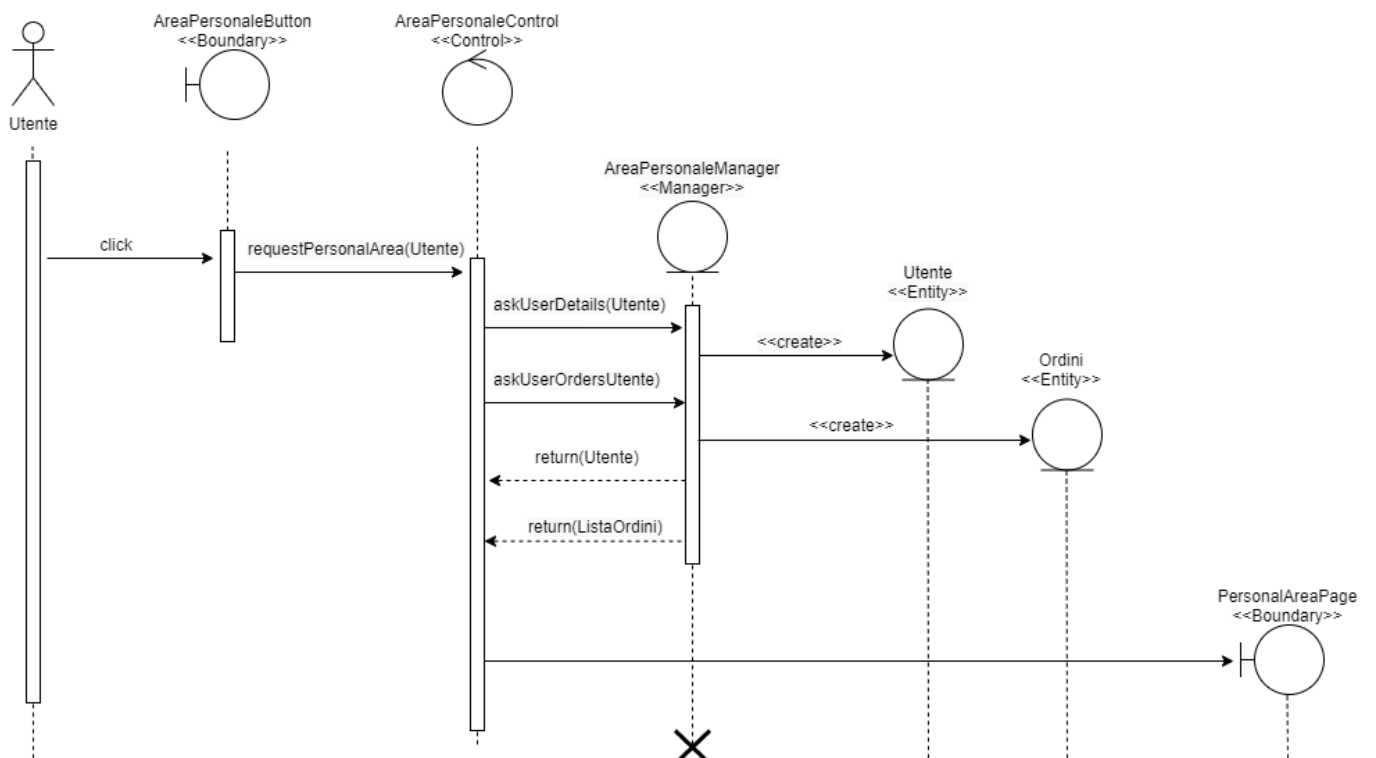 AreaPersonaleButton
<<Boundary>>
AreaPersonaleControl
<<Control>>
Utente
AreaPersonaleManager
<<Manager>>
click
requestPersonalArea(Utente)
Utente
<<Entity>>
askUserDetails(Utente)
<<create>>
Ordini
<<Entity>>
askUserOrdersUtente)
<<create>>
return(Utente)
return(ListaOrdini)
PersonalAreaPage
<<Boundary>>